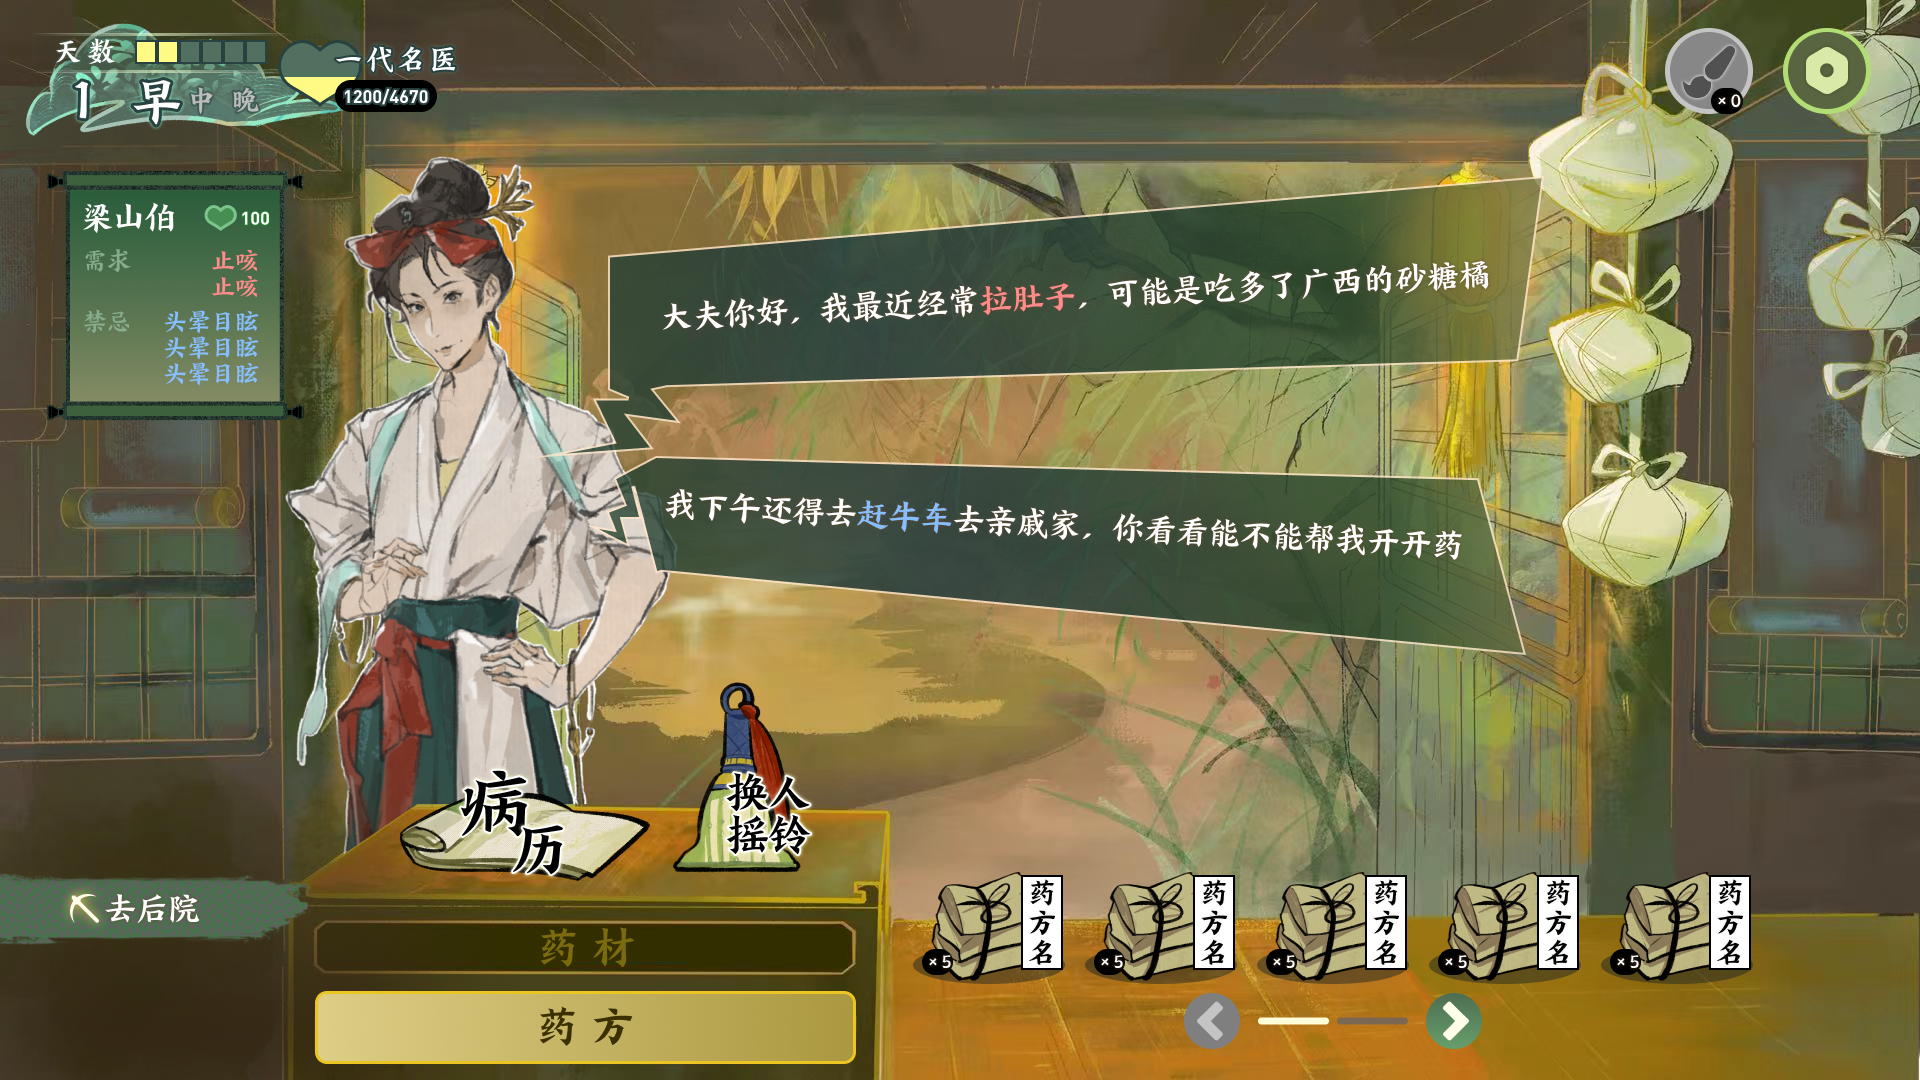 天数
1 早 中 晚
一代名医
1200/4670
×0
梁山伯 100
需求 止咳
止咳
禁忌 头晕目眩
头晕目眩
头晕目眩
大夫你好，我最近经常拉肚子，可能是吃多了广西的砂糖橘
我下午还得去赶牛车去亲戚家，你看看能不能帮我开开药
病历
换人
摇铃
去后院
药材
药方
药方名
×5
药方名
×5
药方名
×5
药方名
×5
药方名
×5